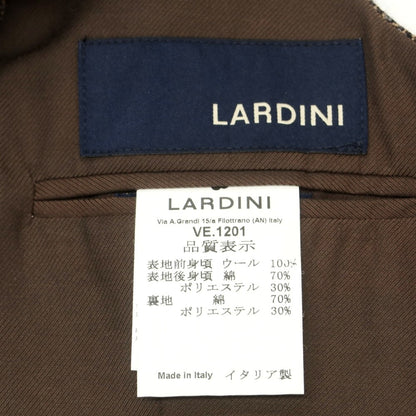 LARDINI
LARDINI
Via A.Grandi 15/a Filottrano (AN) Italy
VE.1201
品質表示
表地前身頃 ウール 100%
表地後身頃 綿 70%
ポリエステル 30%
裏地 綿 70%
ポリエステル 30%
Made in Italy イタリア製